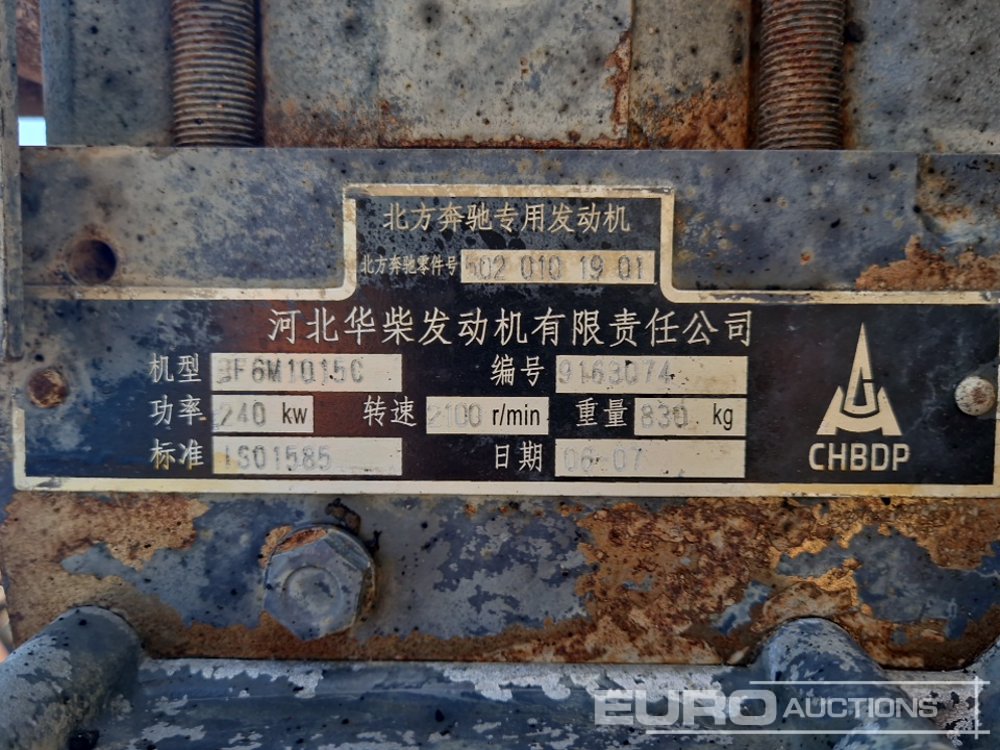 北方奔驰专用发动机
北方奔驰零件号 502 010 19 01
河北华柴发动机有限责任公司
机型 BF6M1015C 编号 9163074
功率 240 kw 转速 2100 r/min 重量 830 kg
标准 ISO1585 日期 06-07
CHBDP
EURO AUCTIONS